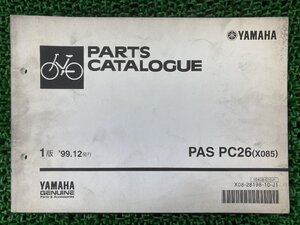 YAMAHA
PARTS
CATALOGUE
1版 '99.12発行
PAS PC26(X085)
YAMAHA
GENUINE
Parts & Accessories
X08-28198-10-J1